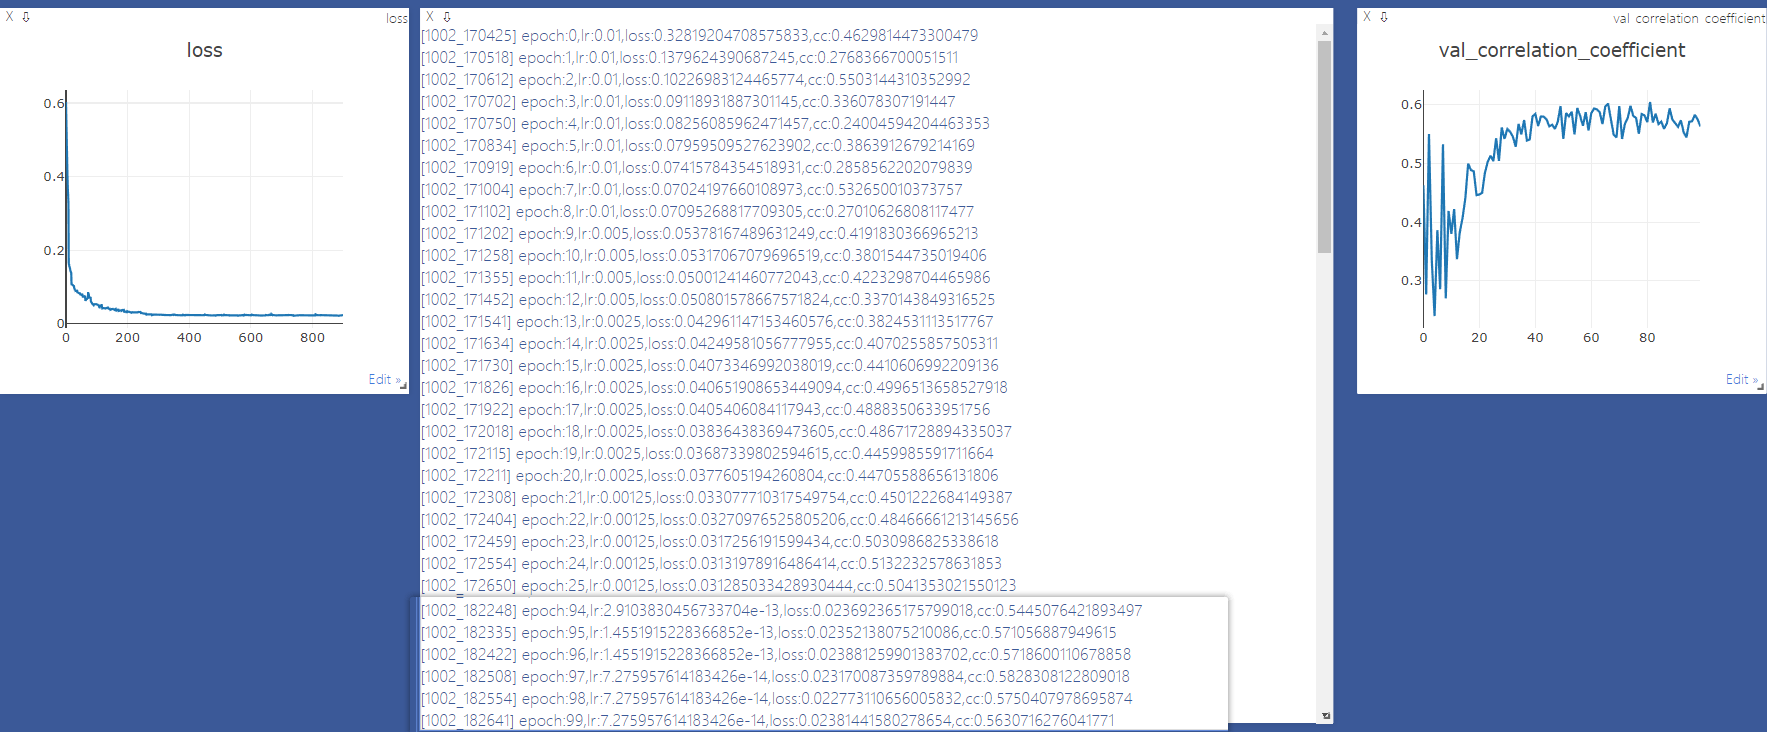 X ⇩ loss
loss
0.6
0.4
0.2
0
0 200 400 600 800
Edit »
X ⇩
[1002_170425] epoch:0,lr:0.01,loss:0.32819204708575833,cc:0.4629814473300479
[1002_170518] epoch:1,lr:0.01,loss:0.1379624390687245,cc:0.2768366700051511
[1002_170612] epoch:2,lr:0.01,loss:0.10226983124465774,cc:0.5503144310352992
[1002_170702] epoch:3,lr:0.01,loss:0.09118931887301145,cc:0.336078307191447
[1002_170750] epoch:4,lr:0.01,loss:0.08256085962471457,cc:0.24004594204463353
[1002_170834] epoch:5,lr:0.01,loss:0.07959509527623902,cc:0.3863912679214169
[1002_170919] epoch:6,lr:0.01,loss:0.07415784354518931,cc:0.2858562202079839
[1002_171004] epoch:7,lr:0.01,loss:0.07024197660108973,cc:0.532650010373757
[1002_171102] epoch:8,lr:0.01,loss:0.07095268817709305,cc:0.27010626808117477
[1002_171202] epoch:9,lr:0.005,loss:0.05378167489631249,cc:0.4191830366965213
[1002_171258] epoch:10,lr:0.005,loss:0.05317067079696519,cc:0.3801544735019406
[1002_171355] epoch:11,lr:0.005,loss:0.05001241460772043,cc:0.4223298704465986
[1002_171452] epoch:12,lr:0.005,loss:0.050801578667571824,cc:0.3370143849316525
[1002_171541] epoch:13,lr:0.0025,loss:0.042961147153460576,cc:0.3824531113517767
[1002_171634] epoch:14,lr:0.0025,loss:0.04249581056777955,cc:0.4070255857505311
[1002_171730] epoch:15,lr:0.0025,loss:0.04073346992038019,cc:0.4410606992209136
[1002_171826] epoch:16,lr:0.0025,loss:0.040651908653449094,cc:0.4996513658527918
[1002_171922] epoch:17,lr:0.0025,loss:0.0405406084117943,cc:0.4888350633951756
[1002_172018] epoch:18,lr:0.0025,loss:0.03836438369473605,cc:0.48671728894335037
[1002_172115] epoch:19,lr:0.0025,loss:0.03687339802594615,cc:0.4459985591711664
[1002_172211] epoch:20,lr:0.0025,loss:0.0377605194260804,cc:0.44705588656131806
[1002_172308] epoch:21,lr:0.00125,loss:0.033077710317549754,cc:0.4501222684149387
[1002_172404] epoch:22,lr:0.00125,loss:0.03270976525805206,cc:0.48466661213145656
[1002_172459] epoch:23,lr:0.00125,loss:0.0317256191599434,cc:0.5030986825338618
[1002_172554] epoch:24,lr:0.00125,loss:0.03131978916486414,cc:0.5132232578631853
[1002_172650] epoch:25,lr:0.00125,loss:0.031285033428930444,cc:0.5041353021550123
[1002_182248] epoch:94,lr:2.9103830456733704e-13,loss:0.023692365175799018,cc:0.5445076421893497
[1002_182335] epoch:95,lr:1.4551915228366852e-13,loss:0.02352138075210086,cc:0.571056887949615
[1002_182422] epoch:96,lr:1.4551915228366852e-13,loss:0.023881259901383702,cc:0.5718600110678858
[1002_182508] epoch:97,lr:7.275957614183426e-14,loss:0.023170087359789884,cc:0.5828308122809018
[1002_182554] epoch:98,lr:7.275957614183426e-14,loss:0.022773110656005832,cc:0.5750407978695874
[1002_182641] epoch:99,lr:7.275957614183426e-14,loss:0.02381441580278654,cc:0.5630716276041771
X ⇩ val_correlation_coefficient
val_correlation_coefficient
0.6
0.5
0.4
0.3
0 20 40 60 80
Edit »